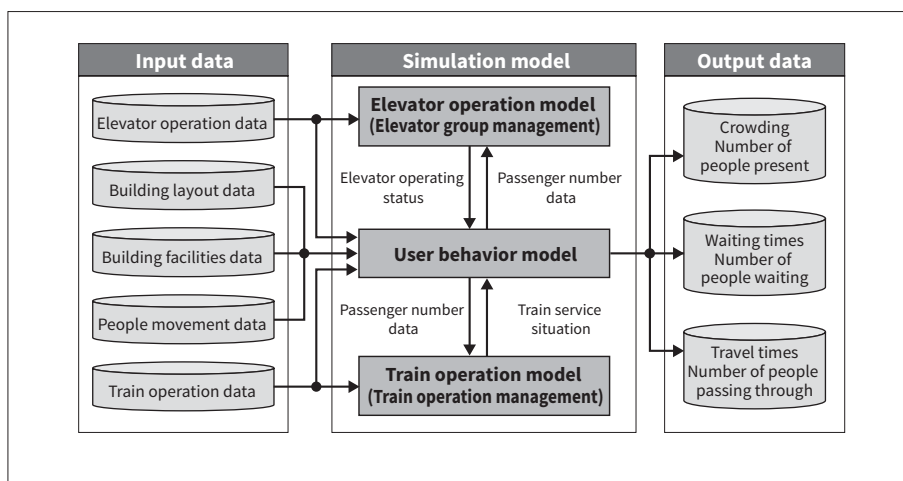 Input data
Elevator operation data
Building layout data
Building facilities data
People movement data
Train operation data
Simulation model
Elevator operation model
(Elevator group management)
Elevator operating
status
Passenger number
data
User behavior model
Passenger number
data
Train service
situation
Train operation model
(Train operation management)
Output data
Crowding
Number of
people present
Waiting times
Number of
people waiting
Travel times
Number of people
passing through